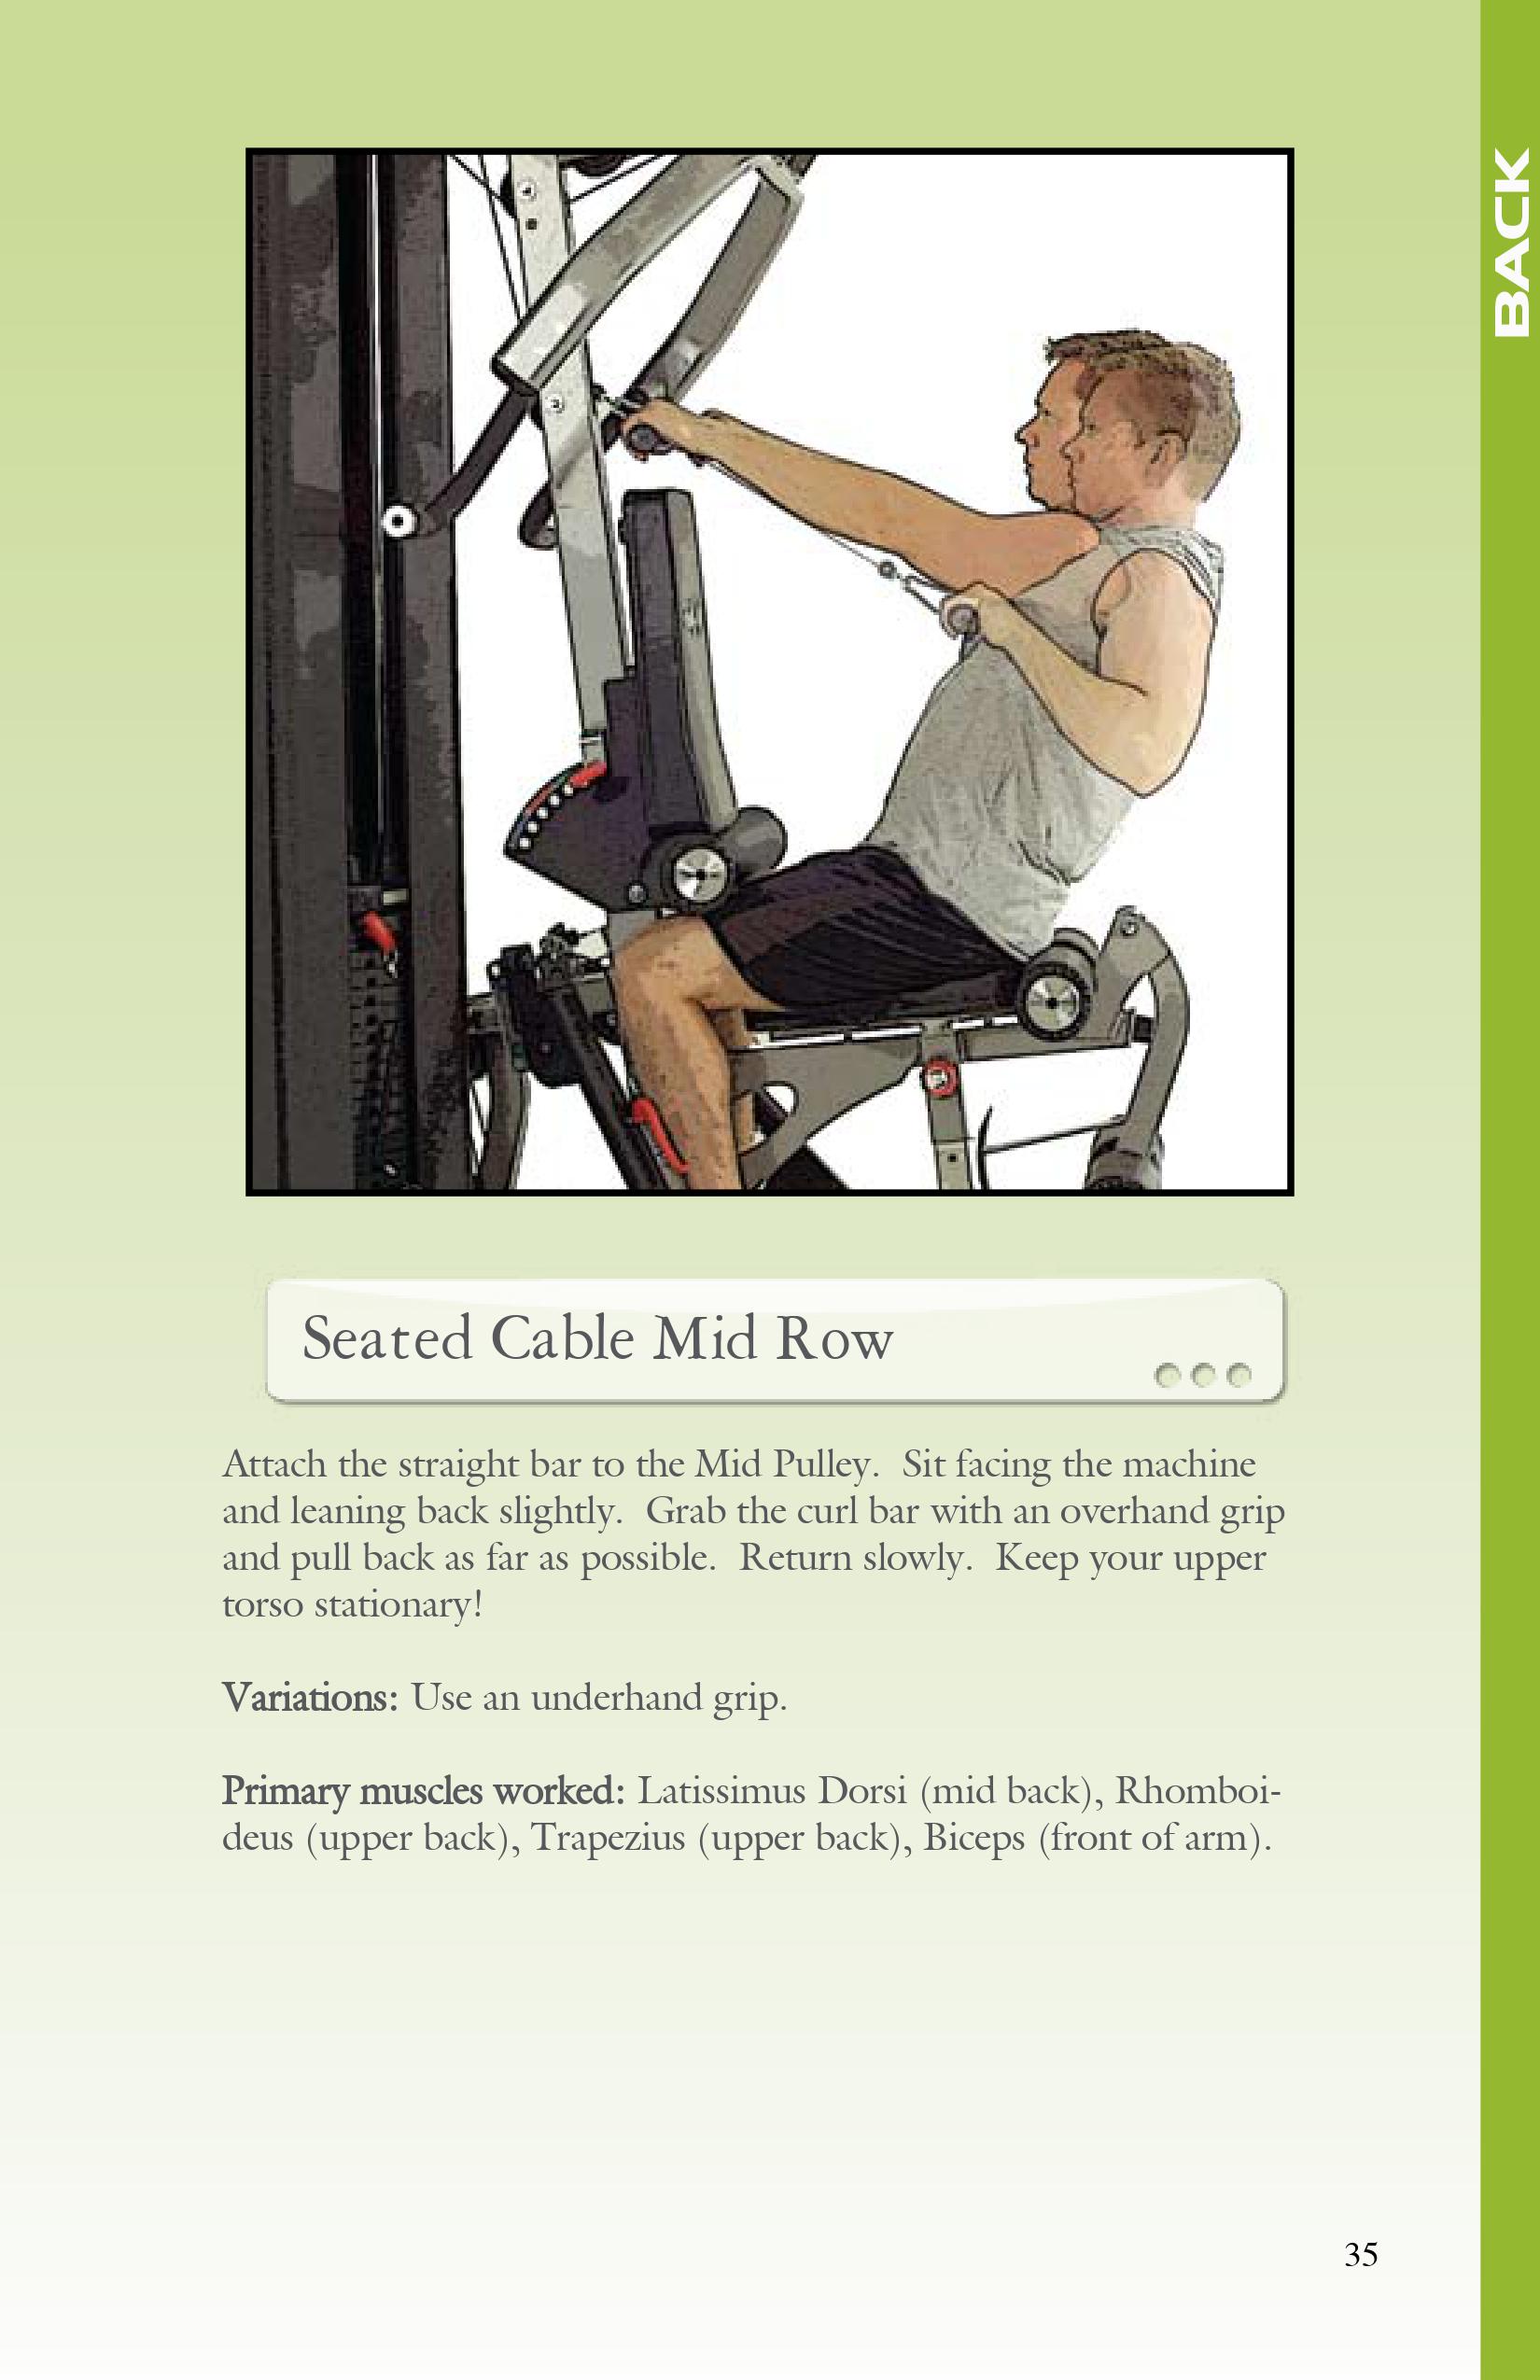 BACK
Seated Cable Mid Row
Attach the straight bar to the Mid Pulley.  Sit facing the machine
and leaning back slightly.  Grab the curl bar with an overhand grip
and pull back as far as possible.  Return slowly.  Keep your upper
torso stationary!
Variations: Use an underhand grip.
Primary muscles worked: Latissimus Dorsi (mid back), Rhomboi-
deus (upper back), Trapezius (upper back), Biceps (front of arm).
35